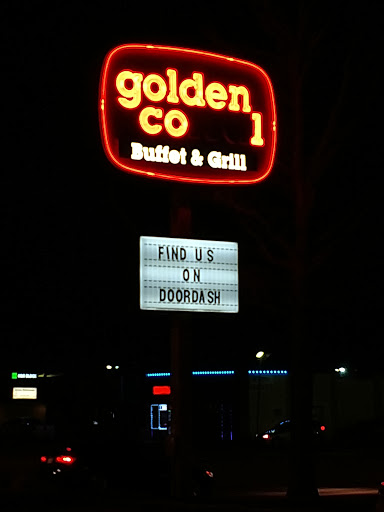 golden
co l
Buffet & Grill
FIND US
ON
DOORDASH